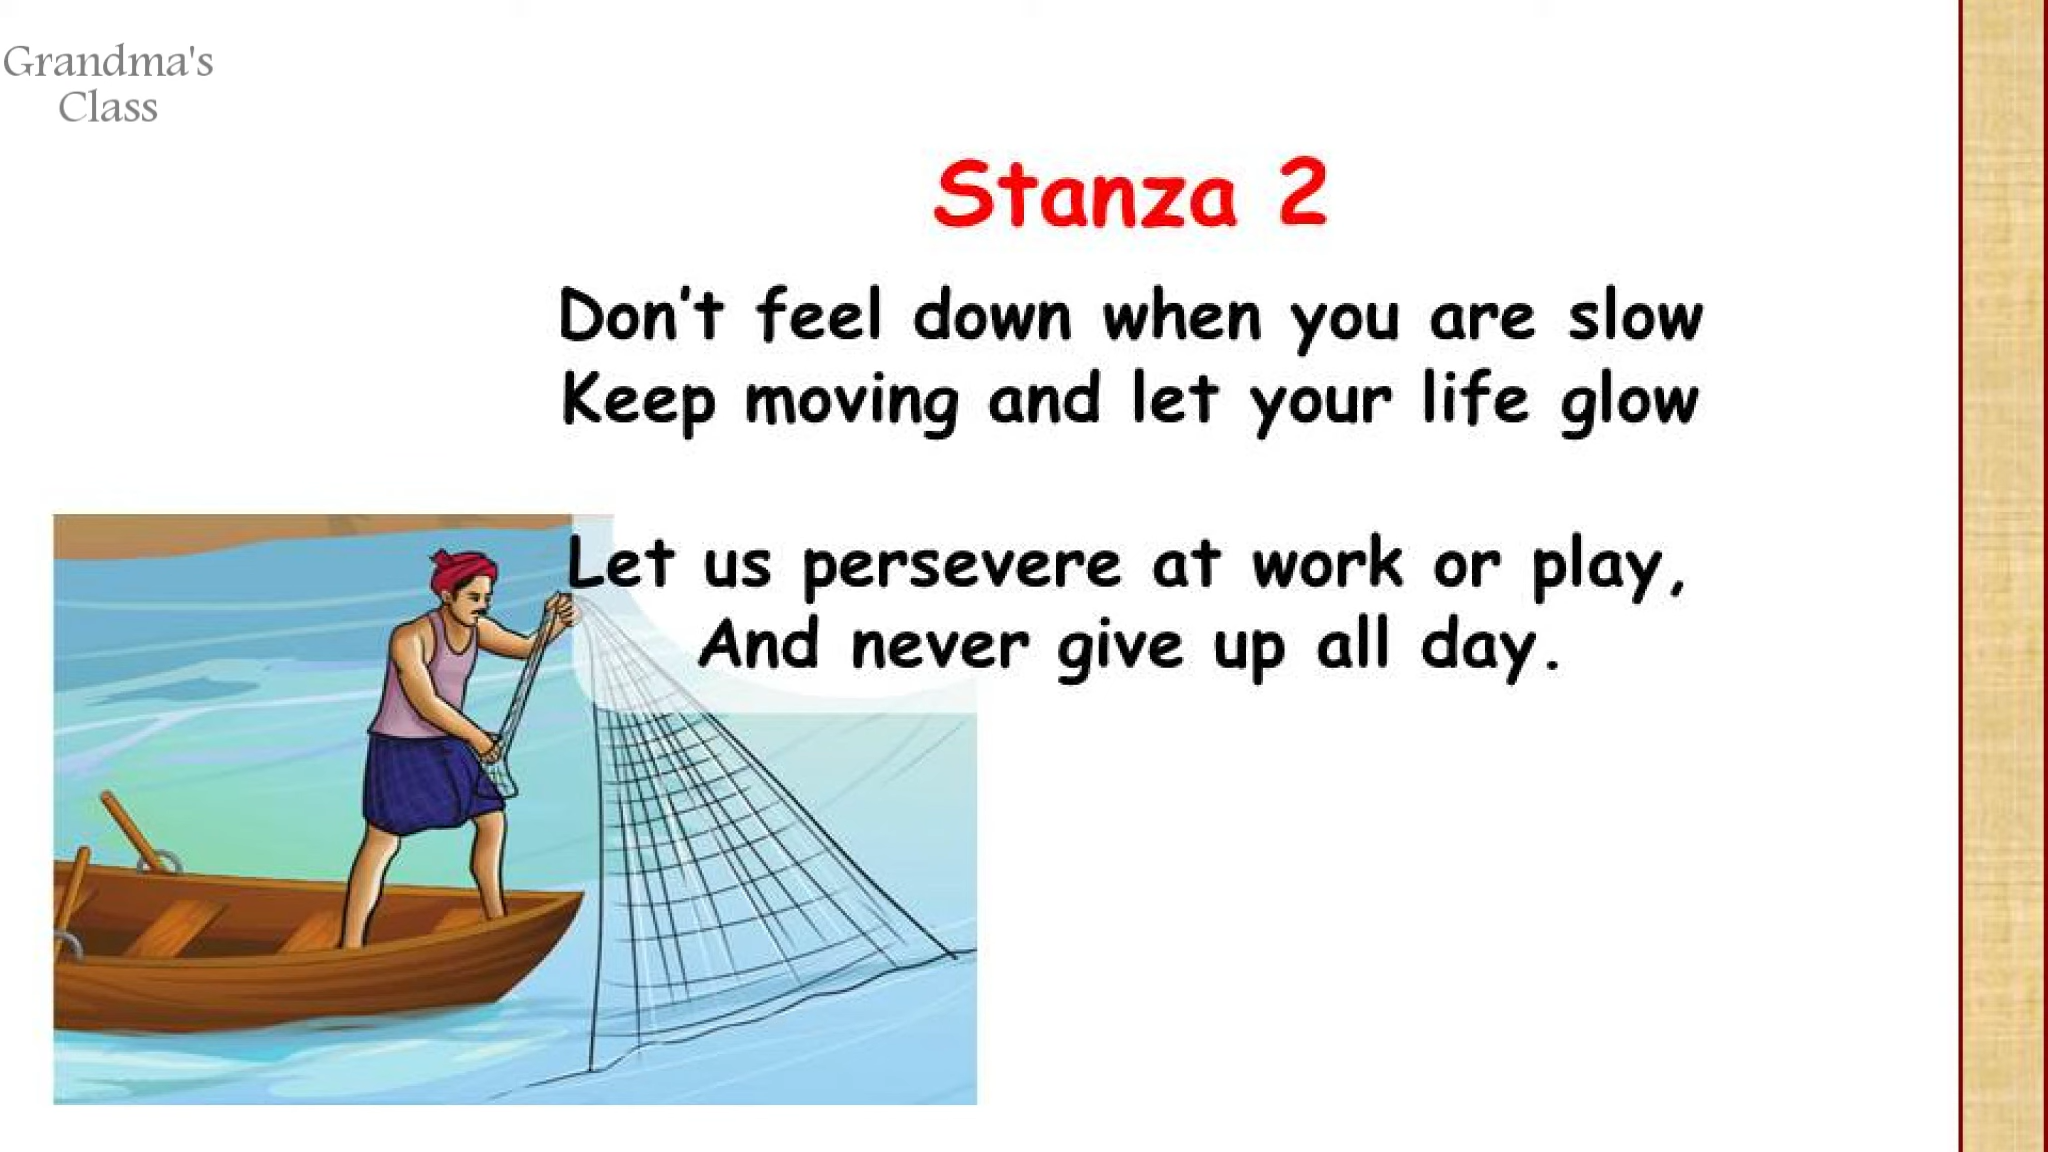 Grandma's
Class
Stanza 2
Don't feel down when you are slow
Keep moving and let your life glow
Let us persevere at work or play,
And never give up all day.